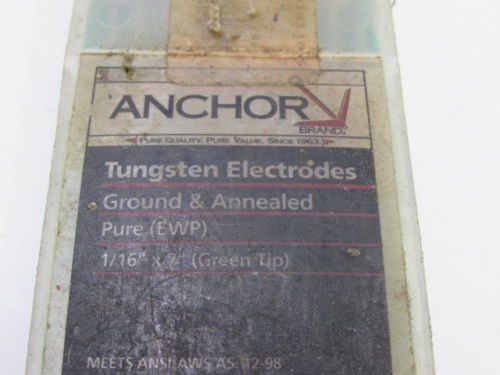 ANCHOR
BRAND®
PURE QUALITY. PURE VALUE. SINCE 1963.
Tungsten Electrodes
Ground & Annealed
Pure (EWP)
1/16" x 7" (Green Tip)
MEETS ANSI/AWS A5.12-98